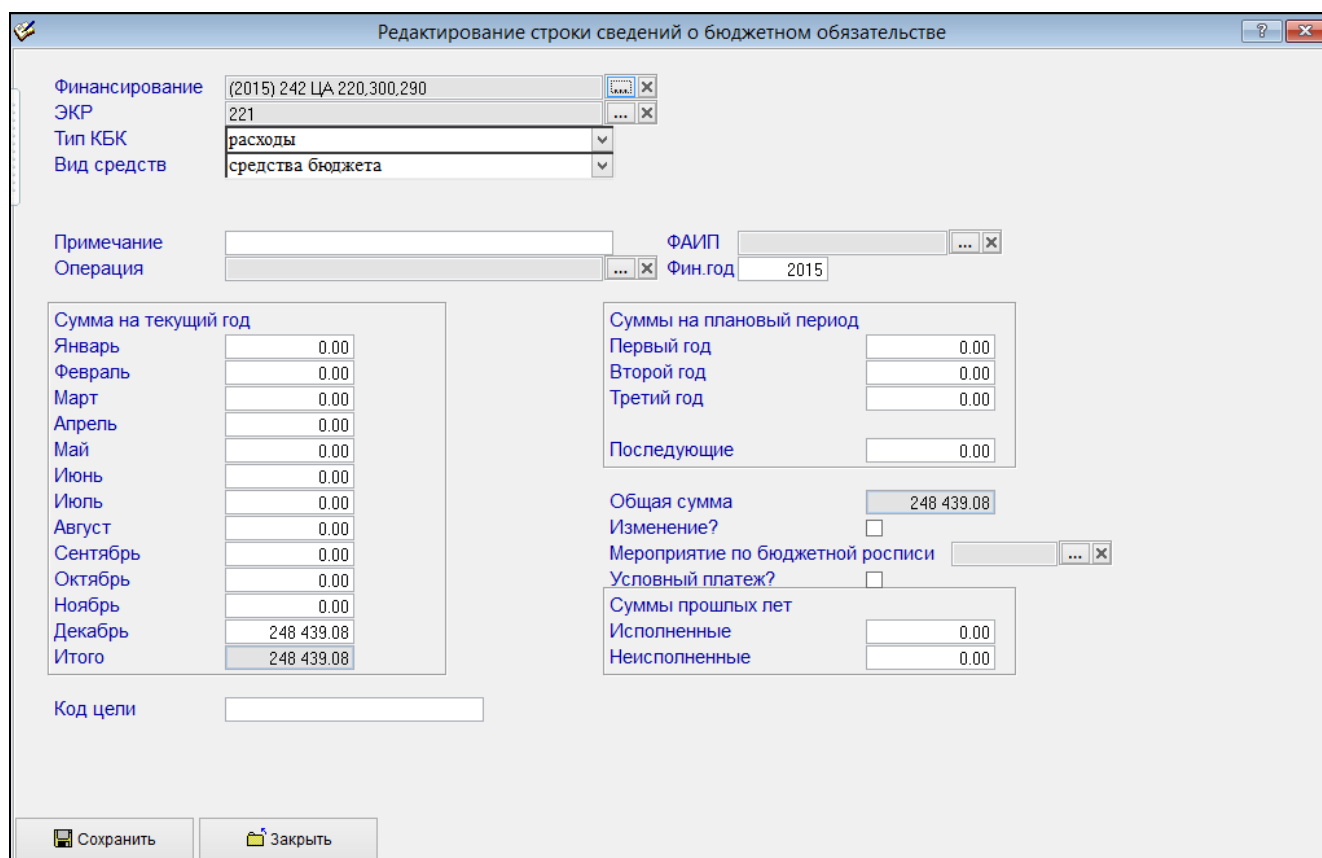 Редактирование строки сведений о бюджетном обязательстве
Финансирование (2015) 242 ЦА 220,300,290 ...
ЭКР 221 ...
Тип КБК расходы
Вид средств средства бюджета
Примечание ФАИП ...
Операция ... Фин.год 2015
Сумма на текущий год Суммы на плановый период
Январь 0.00 Первый год 0.00
Февраль 0.00 Второй год 0.00
Март 0.00 Третий год 0.00
Апрель 0.00
Май 0.00 Последующие 0.00
Июнь 0.00
Июль 0.00 Общая сумма 248 439.08
Август 0.00 Изменение?
Сентябрь 0.00 Мероприятие по бюджетной росписи ...
Октябрь 0.00 Условный платеж?
Ноябрь 0.00 Суммы прошлых лет
Декабрь 248 439.08 Исполненные 0.00
Итого 248 439.08 Неисполненные 0.00
Код цели
Сохранить Закрыть